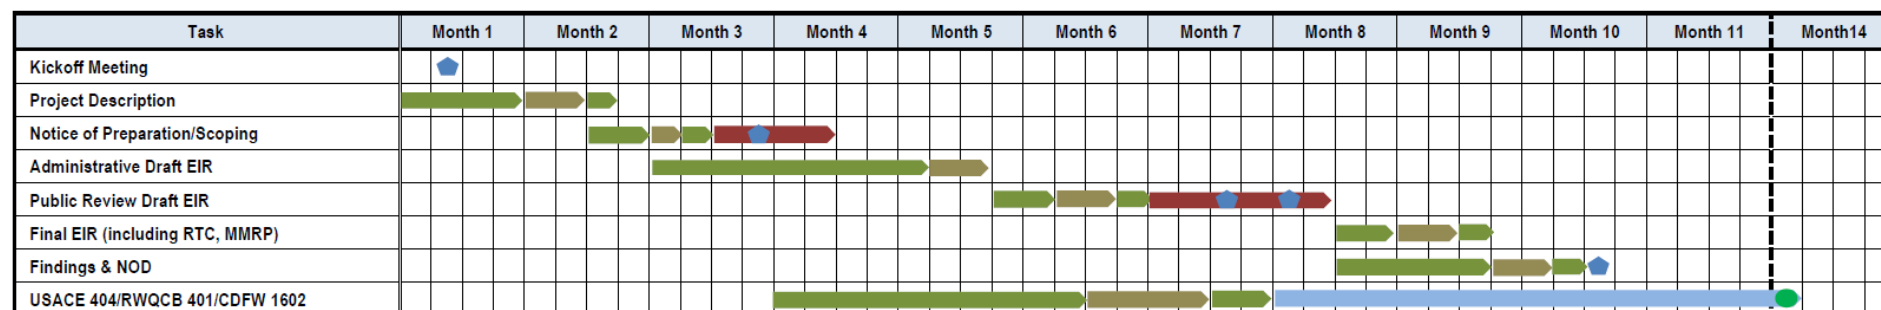 Task Month 1 Month 2 Month 3 Month 4 Month 5 Month 6 Month 7 Month 8 Month 9 Month 10 Month 11 Month14
Kickoff Meeting
Project Description
Notice of Preparation/Scoping
Administrative Draft EIR
Public Review Draft EIR
Final EIR (including RTC, MMRP)
Findings & NOD
USACE 404/RWQCB 401/CDFW 1602